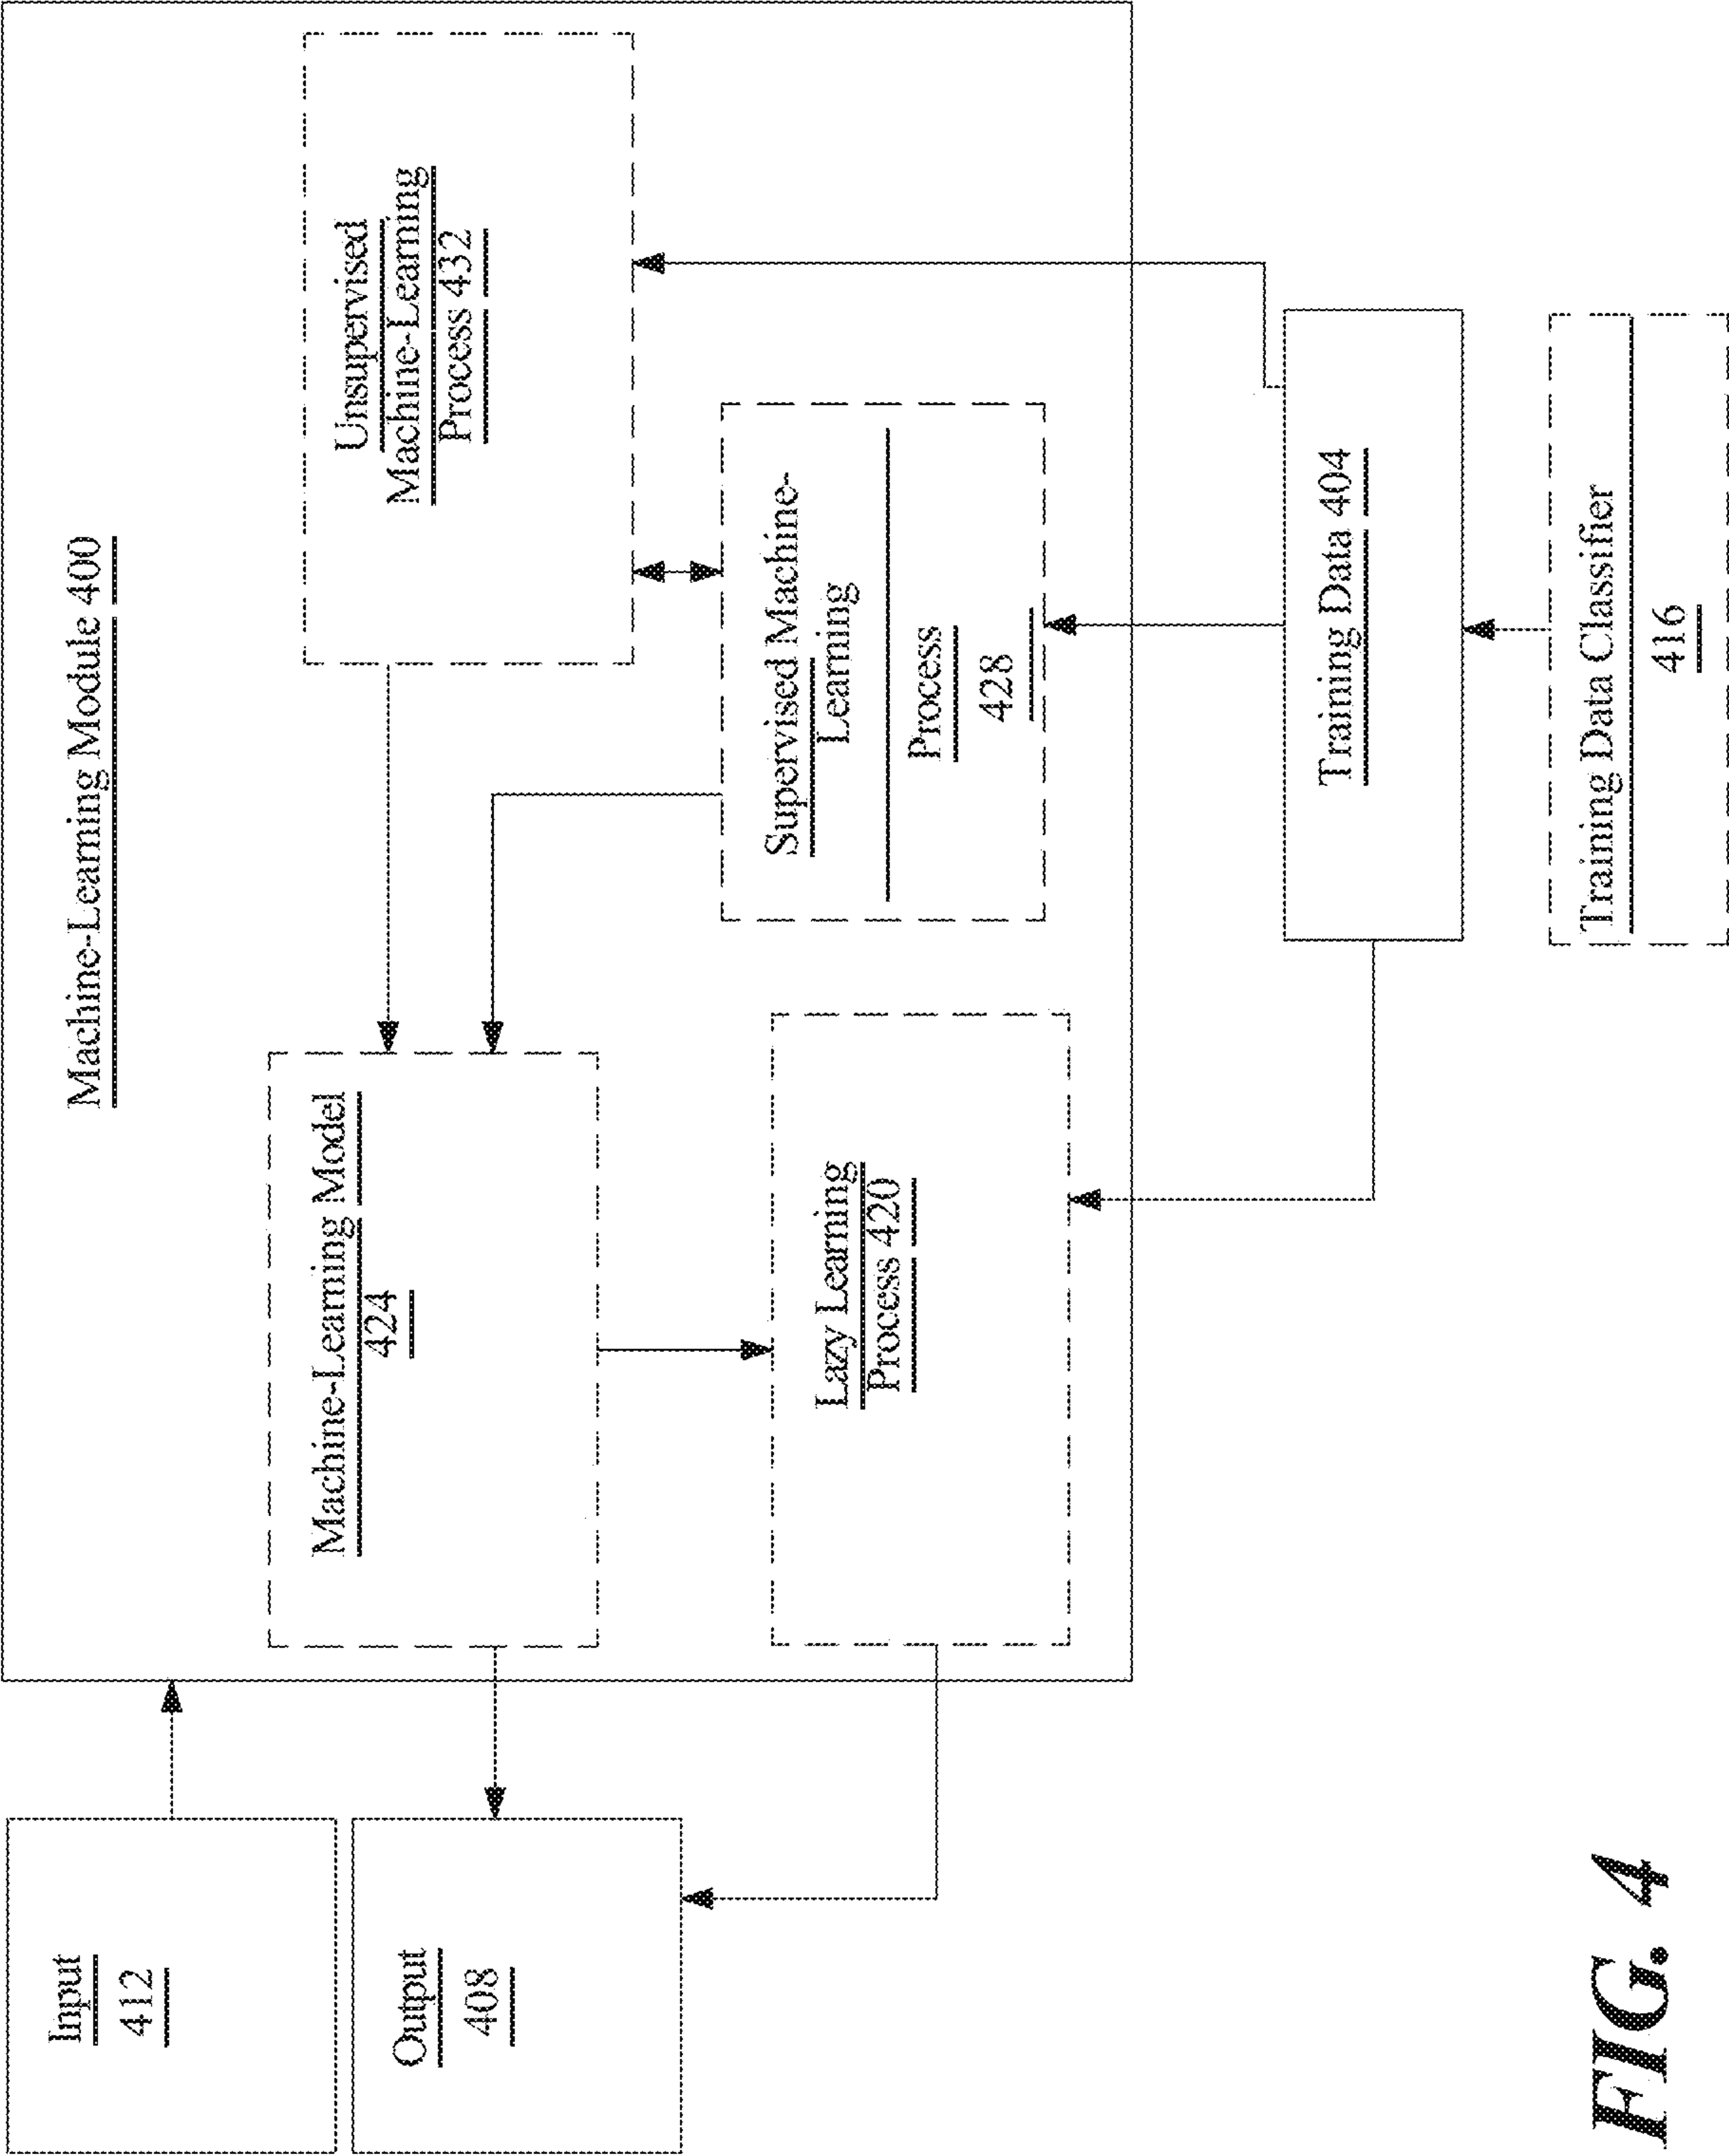 Machine-Learning Module 400
Input
412
Output
408
Machine-Learning Model
424
Unsupervised
Machine-Learning
Process 432
Lazy Learning
Process 420
Supervised Machine-
Learning
Process
428
Training Data 404
Training Data Classifier
416
FIG. 4